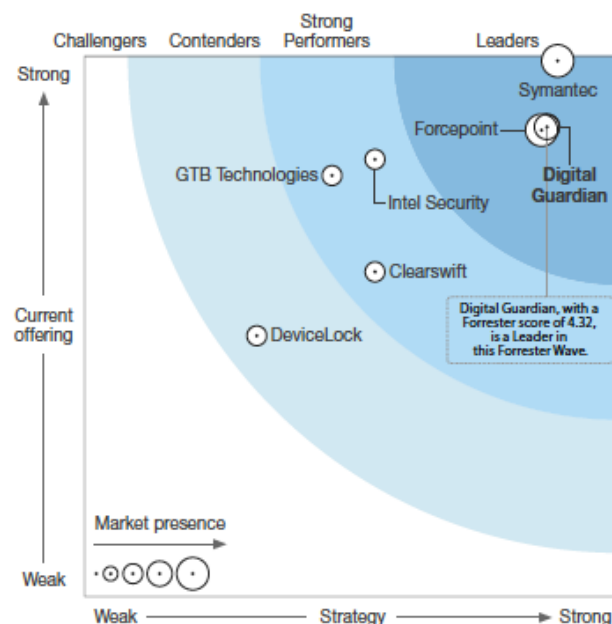 Challengers Contenders Strong Performers Leaders
Strong
Symantec
Forcepoint
Digital
Guardian
GTB Technologies
Intel Security
Clearswift
Current
offering
Digital Guardian, with a
Forrester score of 4.32,
is a Leader in
this Forrester Wave.
DeviceLock
Market presence
Weak
Weak Strategy Strong